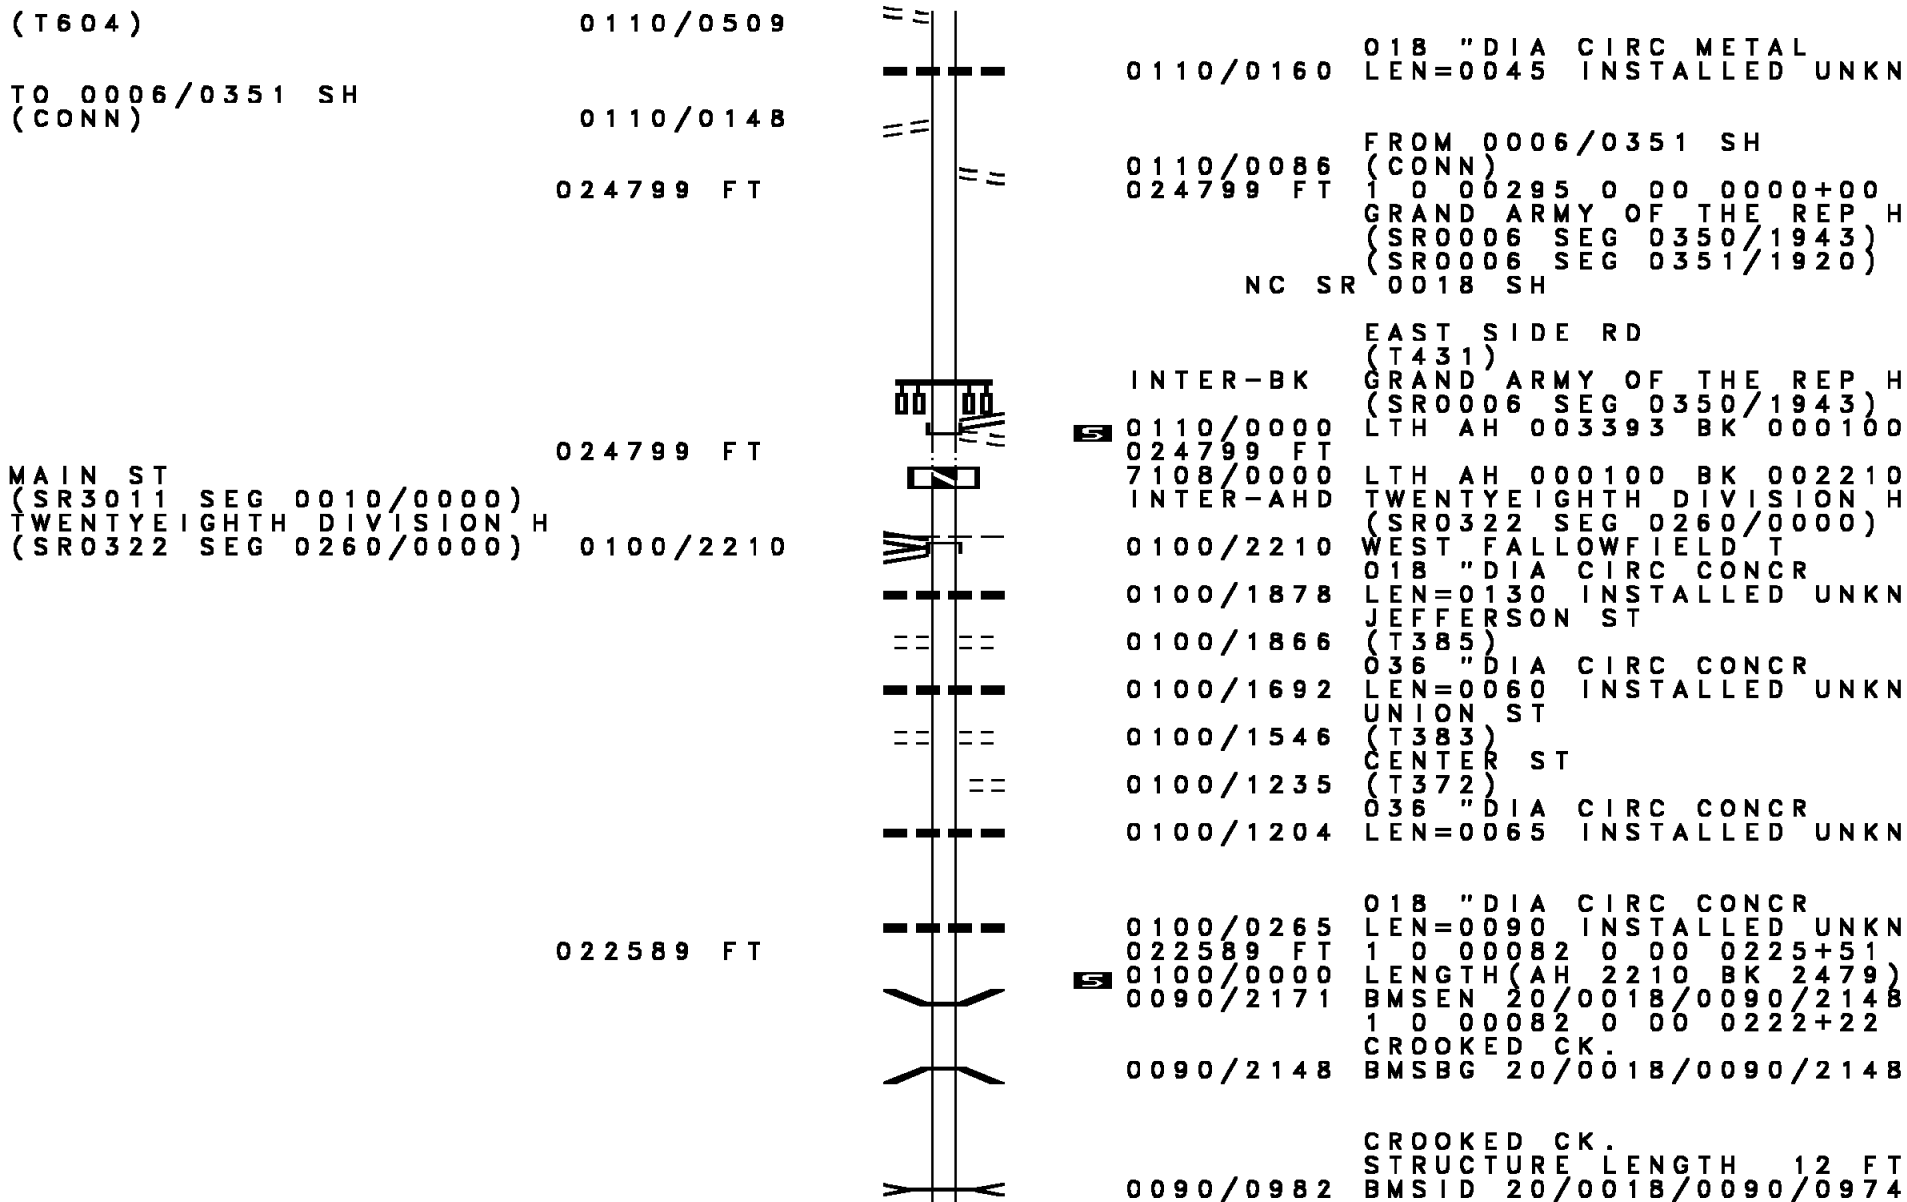 (T604) 0110/0509
018 "DIA CIRC METAL
0110/0160 LEN=0045 INSTALLED UNKN
TO 0006/0351 SH
(CONN) 0110/0148
FROM 0006/0351 SH
0110/0086 (CONN)
024799 FT 024799 FT 1 0 00295 0 00 0000+00
GRAND ARMY OF THE REP H
(SR0006 SEG 0350/1943)
(SR0006 SEG 0351/1920)
NC SR 0018 SH
EAST SIDE RD
(T431)
INTER-BK GRAND ARMY OF THE REP H
(SR0006 SEG 0350/1943)
S 0110/0000 LTH AH 003393 BK 000100
024799 FT 024799 FT
MAIN ST 7108/0000 LTH AH 000100 BK 002210
(SR3011 SEG 0010/0000) INTER-AHD TWENTYEIGHTH DIVISION H
TWENTYEIGHTH DIVISION H (SR0322 SEG 0260/0000)
(SR0322 SEG 0260/0000) 0100/2210 0100/2210 WEST FALLOWFIELD T
018 "DIA CIRC CONCR
0100/1878 LEN=0130 INSTALLED UNKN
JEFFERSON ST
0100/1866 (T385)
036 "DIA CIRC CONCR
0100/1692 LEN=0060 INSTALLED UNKN
UNION ST
0100/1546 (T383)
CENTER ST
0100/1235 (T372)
036 "DIA CIRC CONCR
0100/1204 LEN=0065 INSTALLED UNKN
018 "DIA CIRC CONCR
0100/0265 LEN=0090 INSTALLED UNKN
022589 FT 022589 FT 1 0 00082 0 00 0225+51
S 0100/0000 LENGTH(AH 2210 BK 2479)
0090/2171 BMSEN 20/0018/0090/2148
1 0 00082 0 00 0222+22
CROOKED CK.
0090/2148 BMSBG 20/0018/0090/2148
CROOKED CK.
STRUCTURE LENGTH 12 FT
0090/0982 BMSID 20/0018/0090/0974